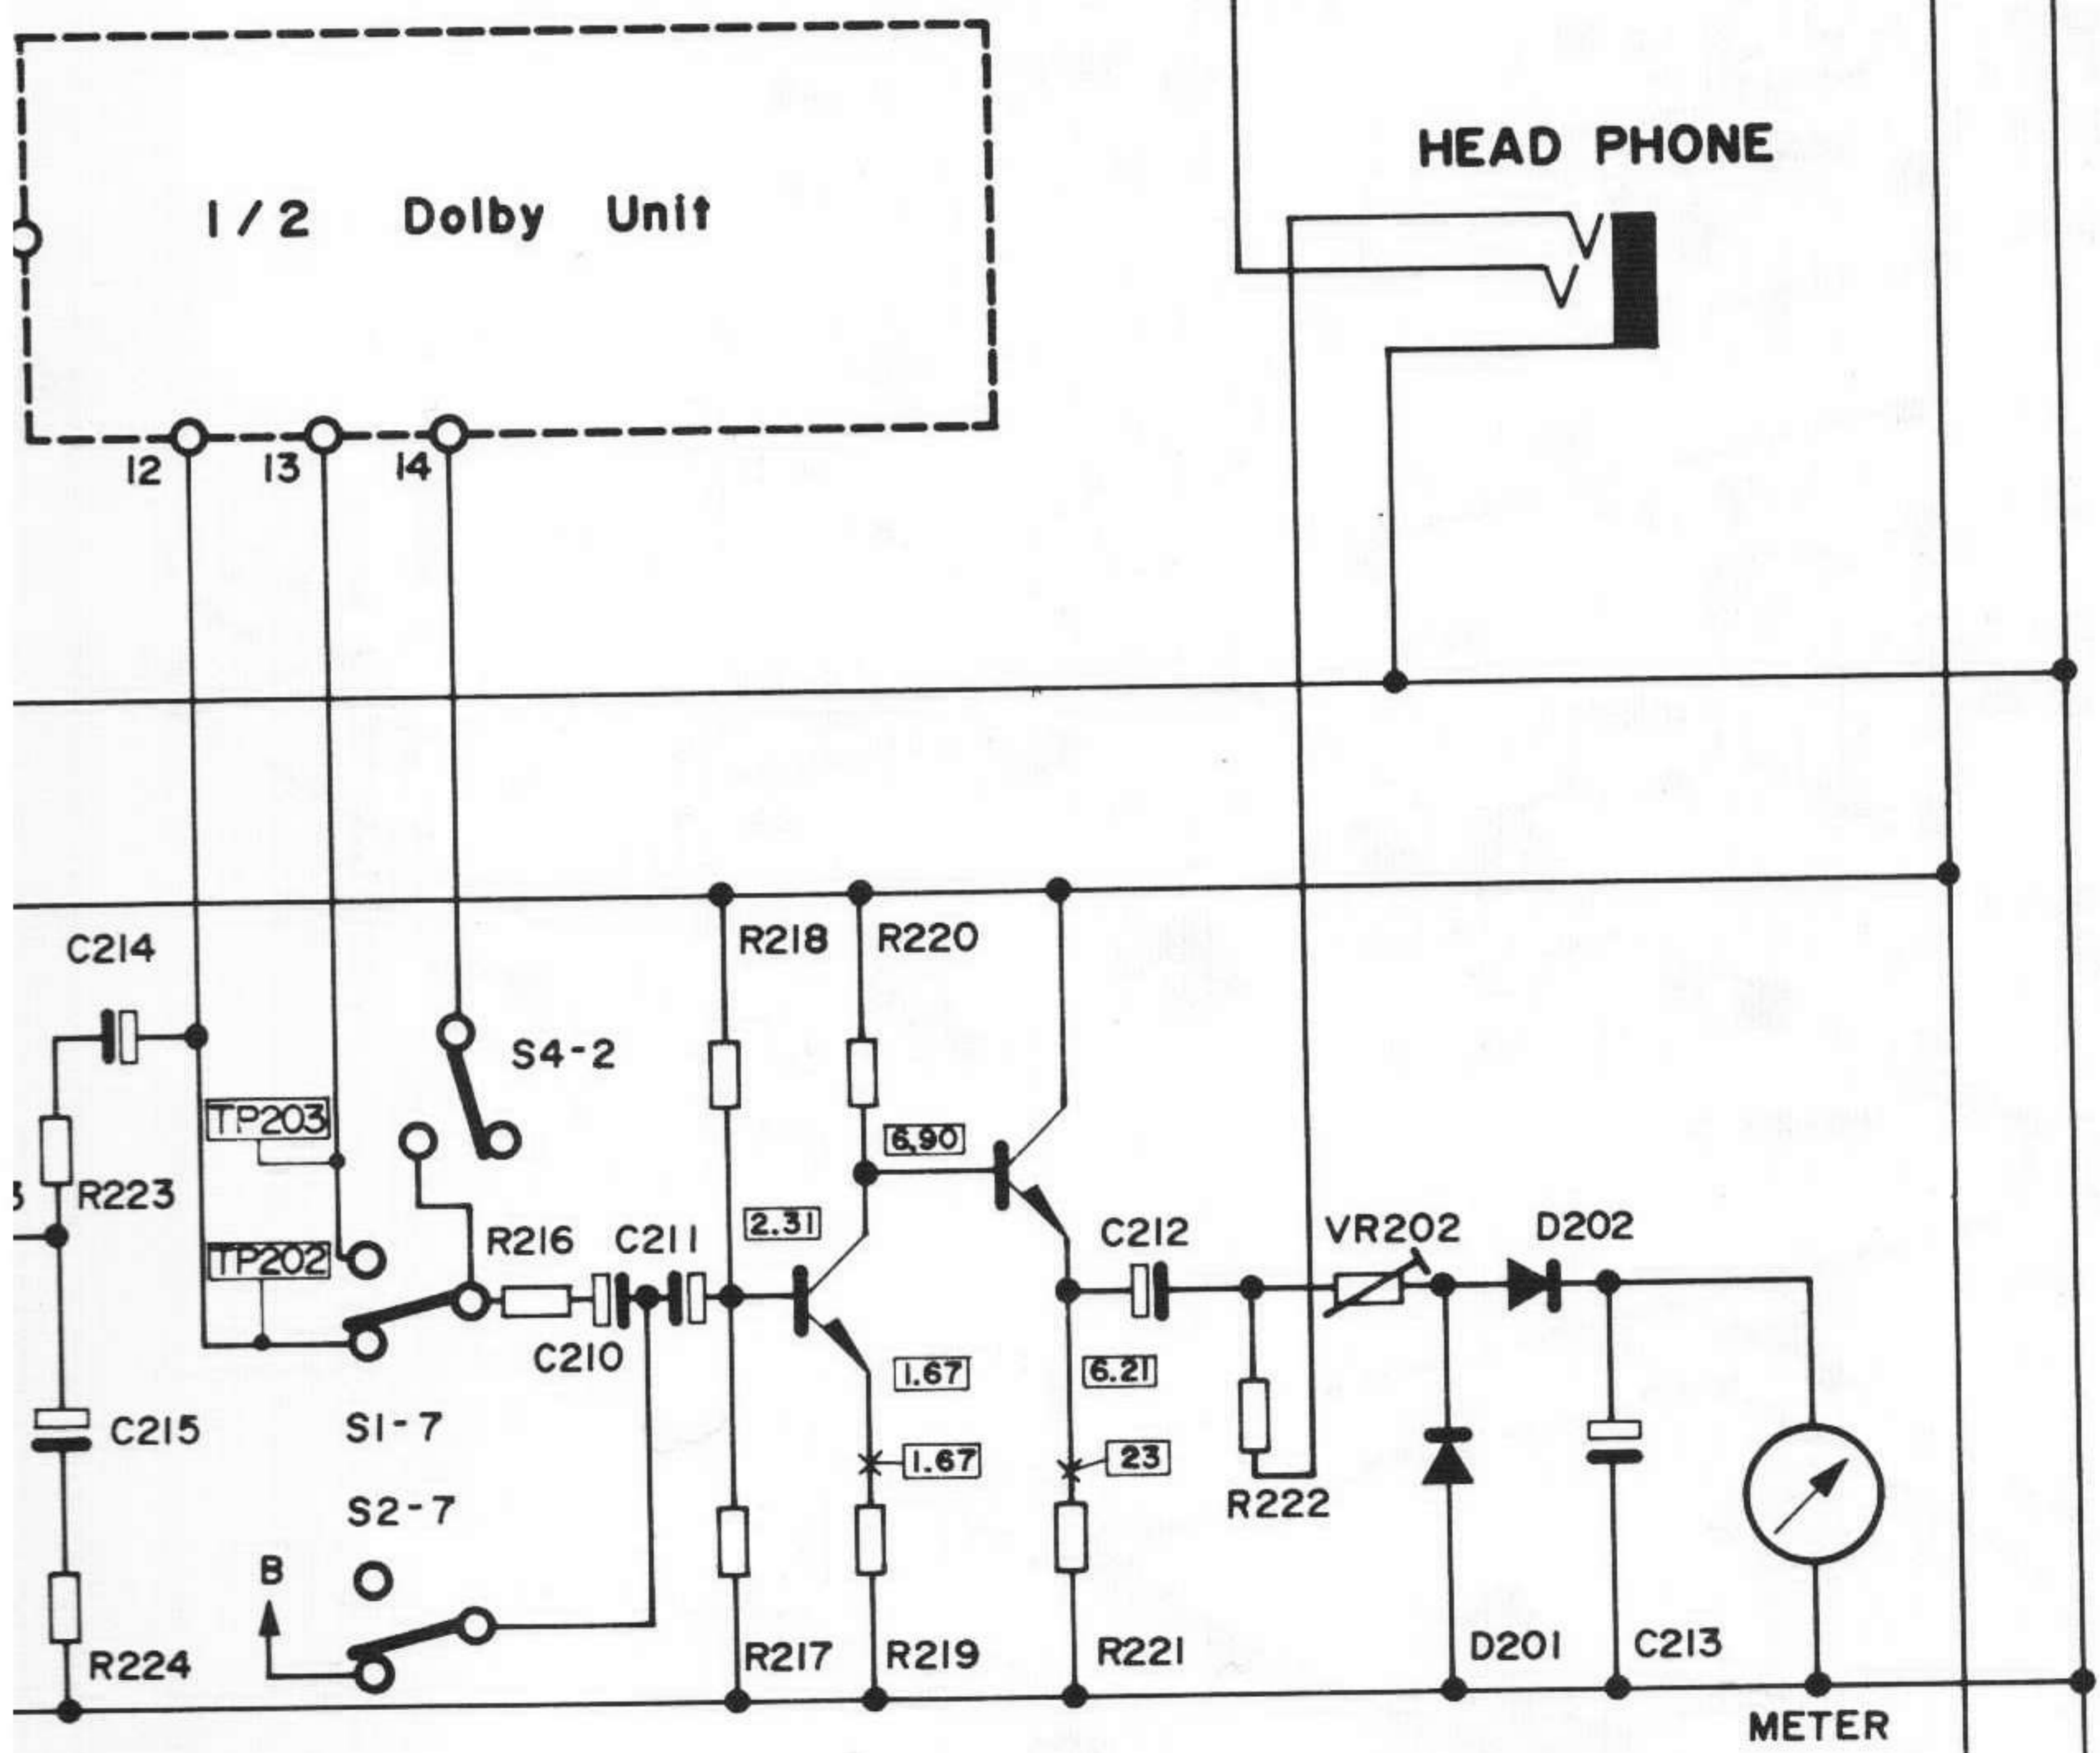 HEAD PHONE
1/2 Dolby Unit
12 13 14
C214
R218 R220
S4-2
TP203
6.90
R223
2.31
R216 C211
C212
VR202 D202
TP202
C210
1.67
6.21
C215
S1-7
1.67
23
R222
S2-7
B
R224
R217 R219 R221
D201 C213
METER